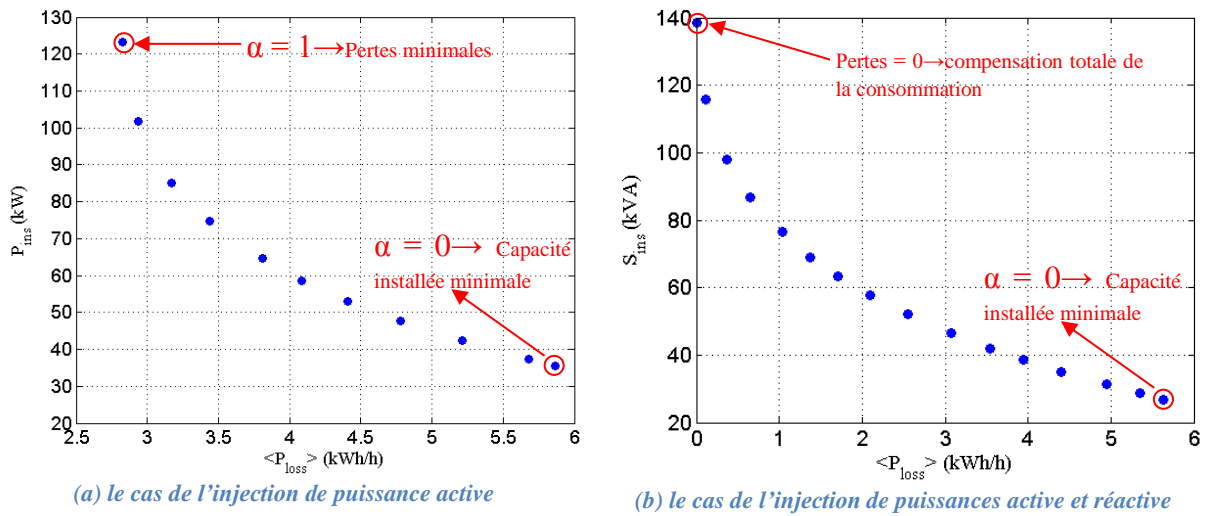 130
120
110
100
90
80
70
60
50
40
30
20
P_ins (kW)
α = 1→Pertes minimales
α = 0→ Capacité
installée minimale
2.5 3 3.5 4 4.5 5 5.5 6
<P_loss> (kWh/h)
(a) le cas de l'injection de puissance active
140
120
100
80
60
40
20
S_ins (kVA)
Pertes = 0→compensation totale de
la consommation
α = 0→ Capacité
installée minimale
0 1 2 3 4 5 6
<P_loss> (kWh/h)
(b) le cas de l'injection de puissances active et réactive